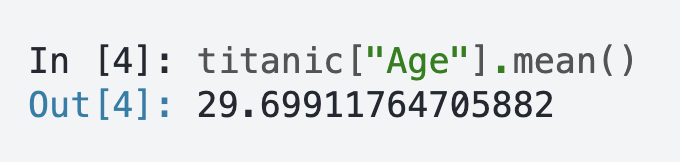 In [4]: titanic["Age"].mean()
Out[4]: 29.69911764705882